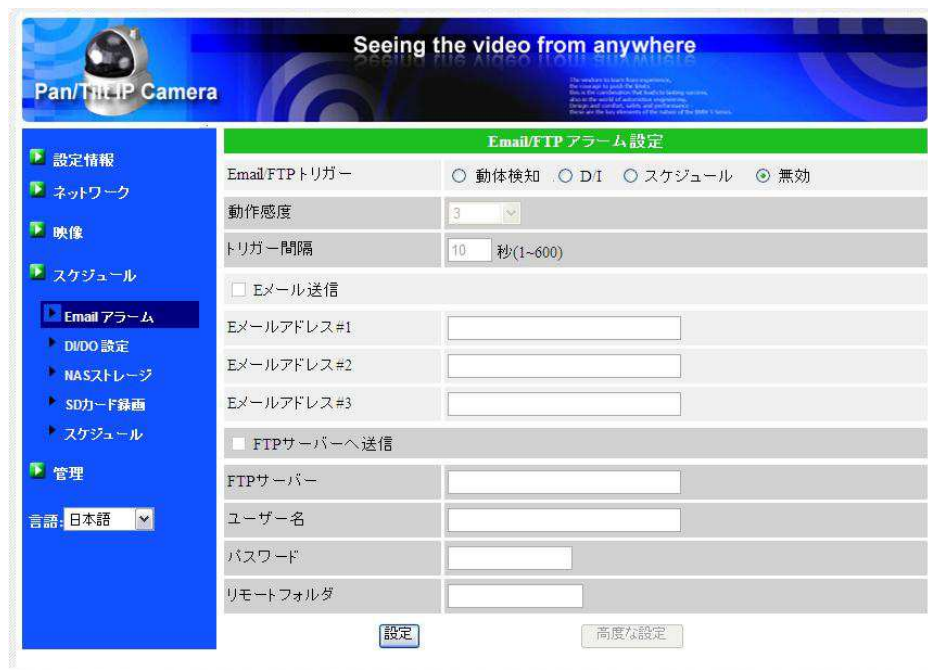 Seeing the video from anywhere
Pan/Tilt IP Camera
設定情報
ネットワーク
映像
スケジュール
Email アラーム
DI/DO 設定
NASストレージ
SDカード録画
スケジュール
管理
言語: 日本語
Email/FTP アラーム設定
Email/FTPトリガー 動体検知 D/I スケジュール 無効
動作感度 3
トリガー間隔 10 秒(1~600)
Eメール送信
Eメールアドレス#1
Eメールアドレス#2
Eメールアドレス#3
FTPサーバーへ送信
FTPサーバー
ユーザー名
パスワード
リモートフォルダ
設定 高度な設定